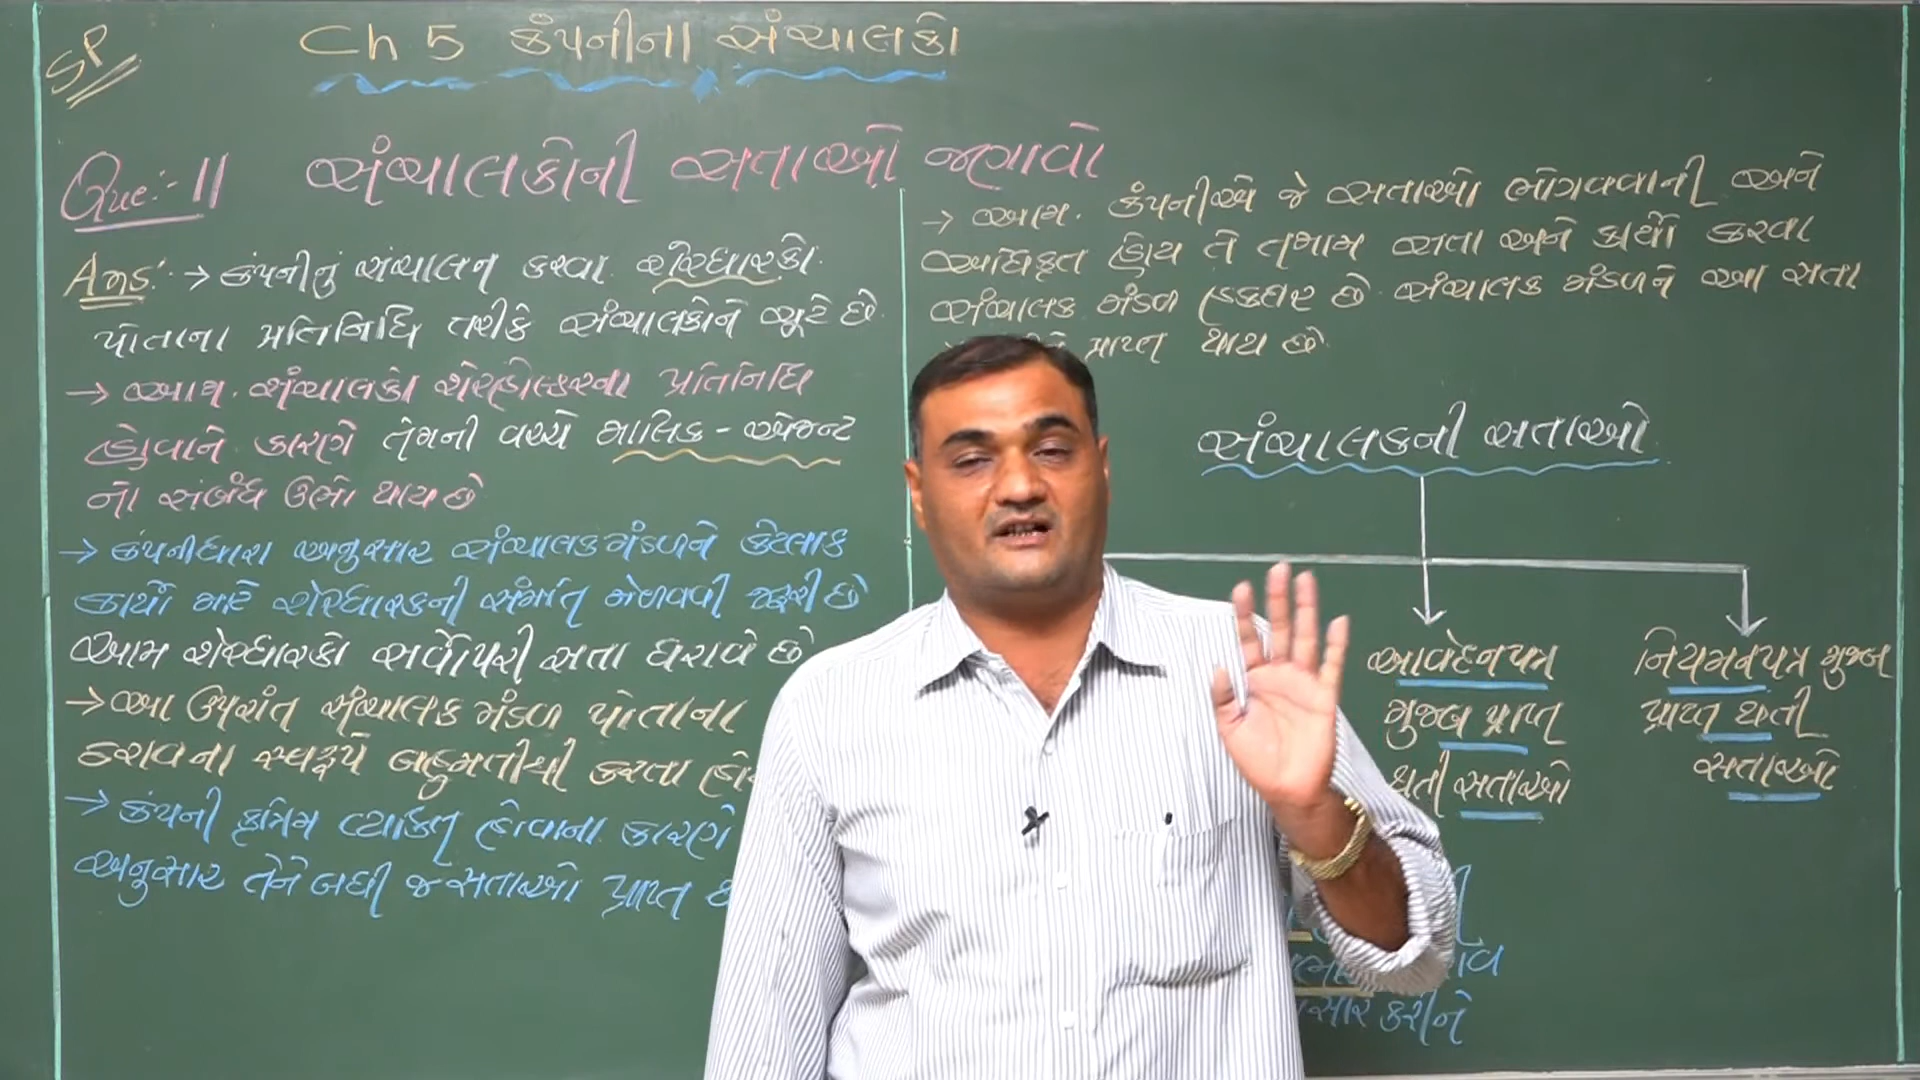 SP
Ch 5 કંપનીના સંચાલકો
Que:- 11 સંચાલકોની સતાઓ જણાવો
Ans:- → કંપનીનું સંચાલન કરવા શેરધારકો
પોતાના પ્રતિનિધિ તરીકે સંચાલકોને ચૂંટે છે.
→ આમ. સંચાલકો શેરહોલ્ડરના પ્રતિનિધિ
હોવાને કારણે તેમની વચ્ચે માલિક - એજન્ટ
નો સંબંધ ઉભો થાય છે
→ કંપનીધારા અનુસાર સંચાલકમંડળને કેટલાક
કાર્યો માટે શેરધારકની સંમતિ મેળવવી જરૂરી છે
આમ શેરધારકો સર્વોપરી સતા ધરાવે છે
→ આ ઉપરાંત સંચાલક મંડળ પોતાના
ઠરાવના સ્વરૂપે બહુમતીથી કરતા
→ કંપની કૃત્રિમ વ્યક્તિ હોવાના કારણે
અનુસાર તેને બધી જ સતાઓ પ્રાપ્ત
→ આમ. કંપનીએ જે સતાઓ ભોગવવાની અને
અધિકૃત હોય તે તમામ સતા અને કાર્યો કરવા
સંચાલક મંડળ હકદાર છે. સંચાલક મંડળને આ સતા
પ્રાપ્ત થાય છે.
સંચાલકની સતાઓ
આવેદનપત્ર
મુજબ પ્રાપ્ત
થતી સતાઓ
નિયમનપત્ર મુજબ
પ્રાપ્ત થતી
સતાઓ
કરીને